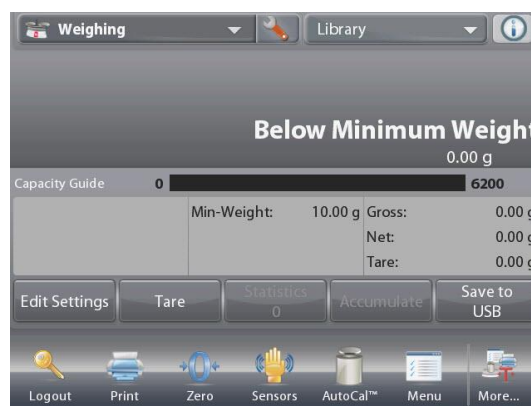 Weighing
Library
Below Minimum Weight
0.00 g
Capacity Guide 0 6200
Min-Weight: 10.00 g Gross: 0.00 g
Net: 0.00 g
Tare: 0.00 g
Edit Settings Tare Statistics 0 Accumulate Save to USB
Logout Print Zero Sensors AutoCal™ Menu More...